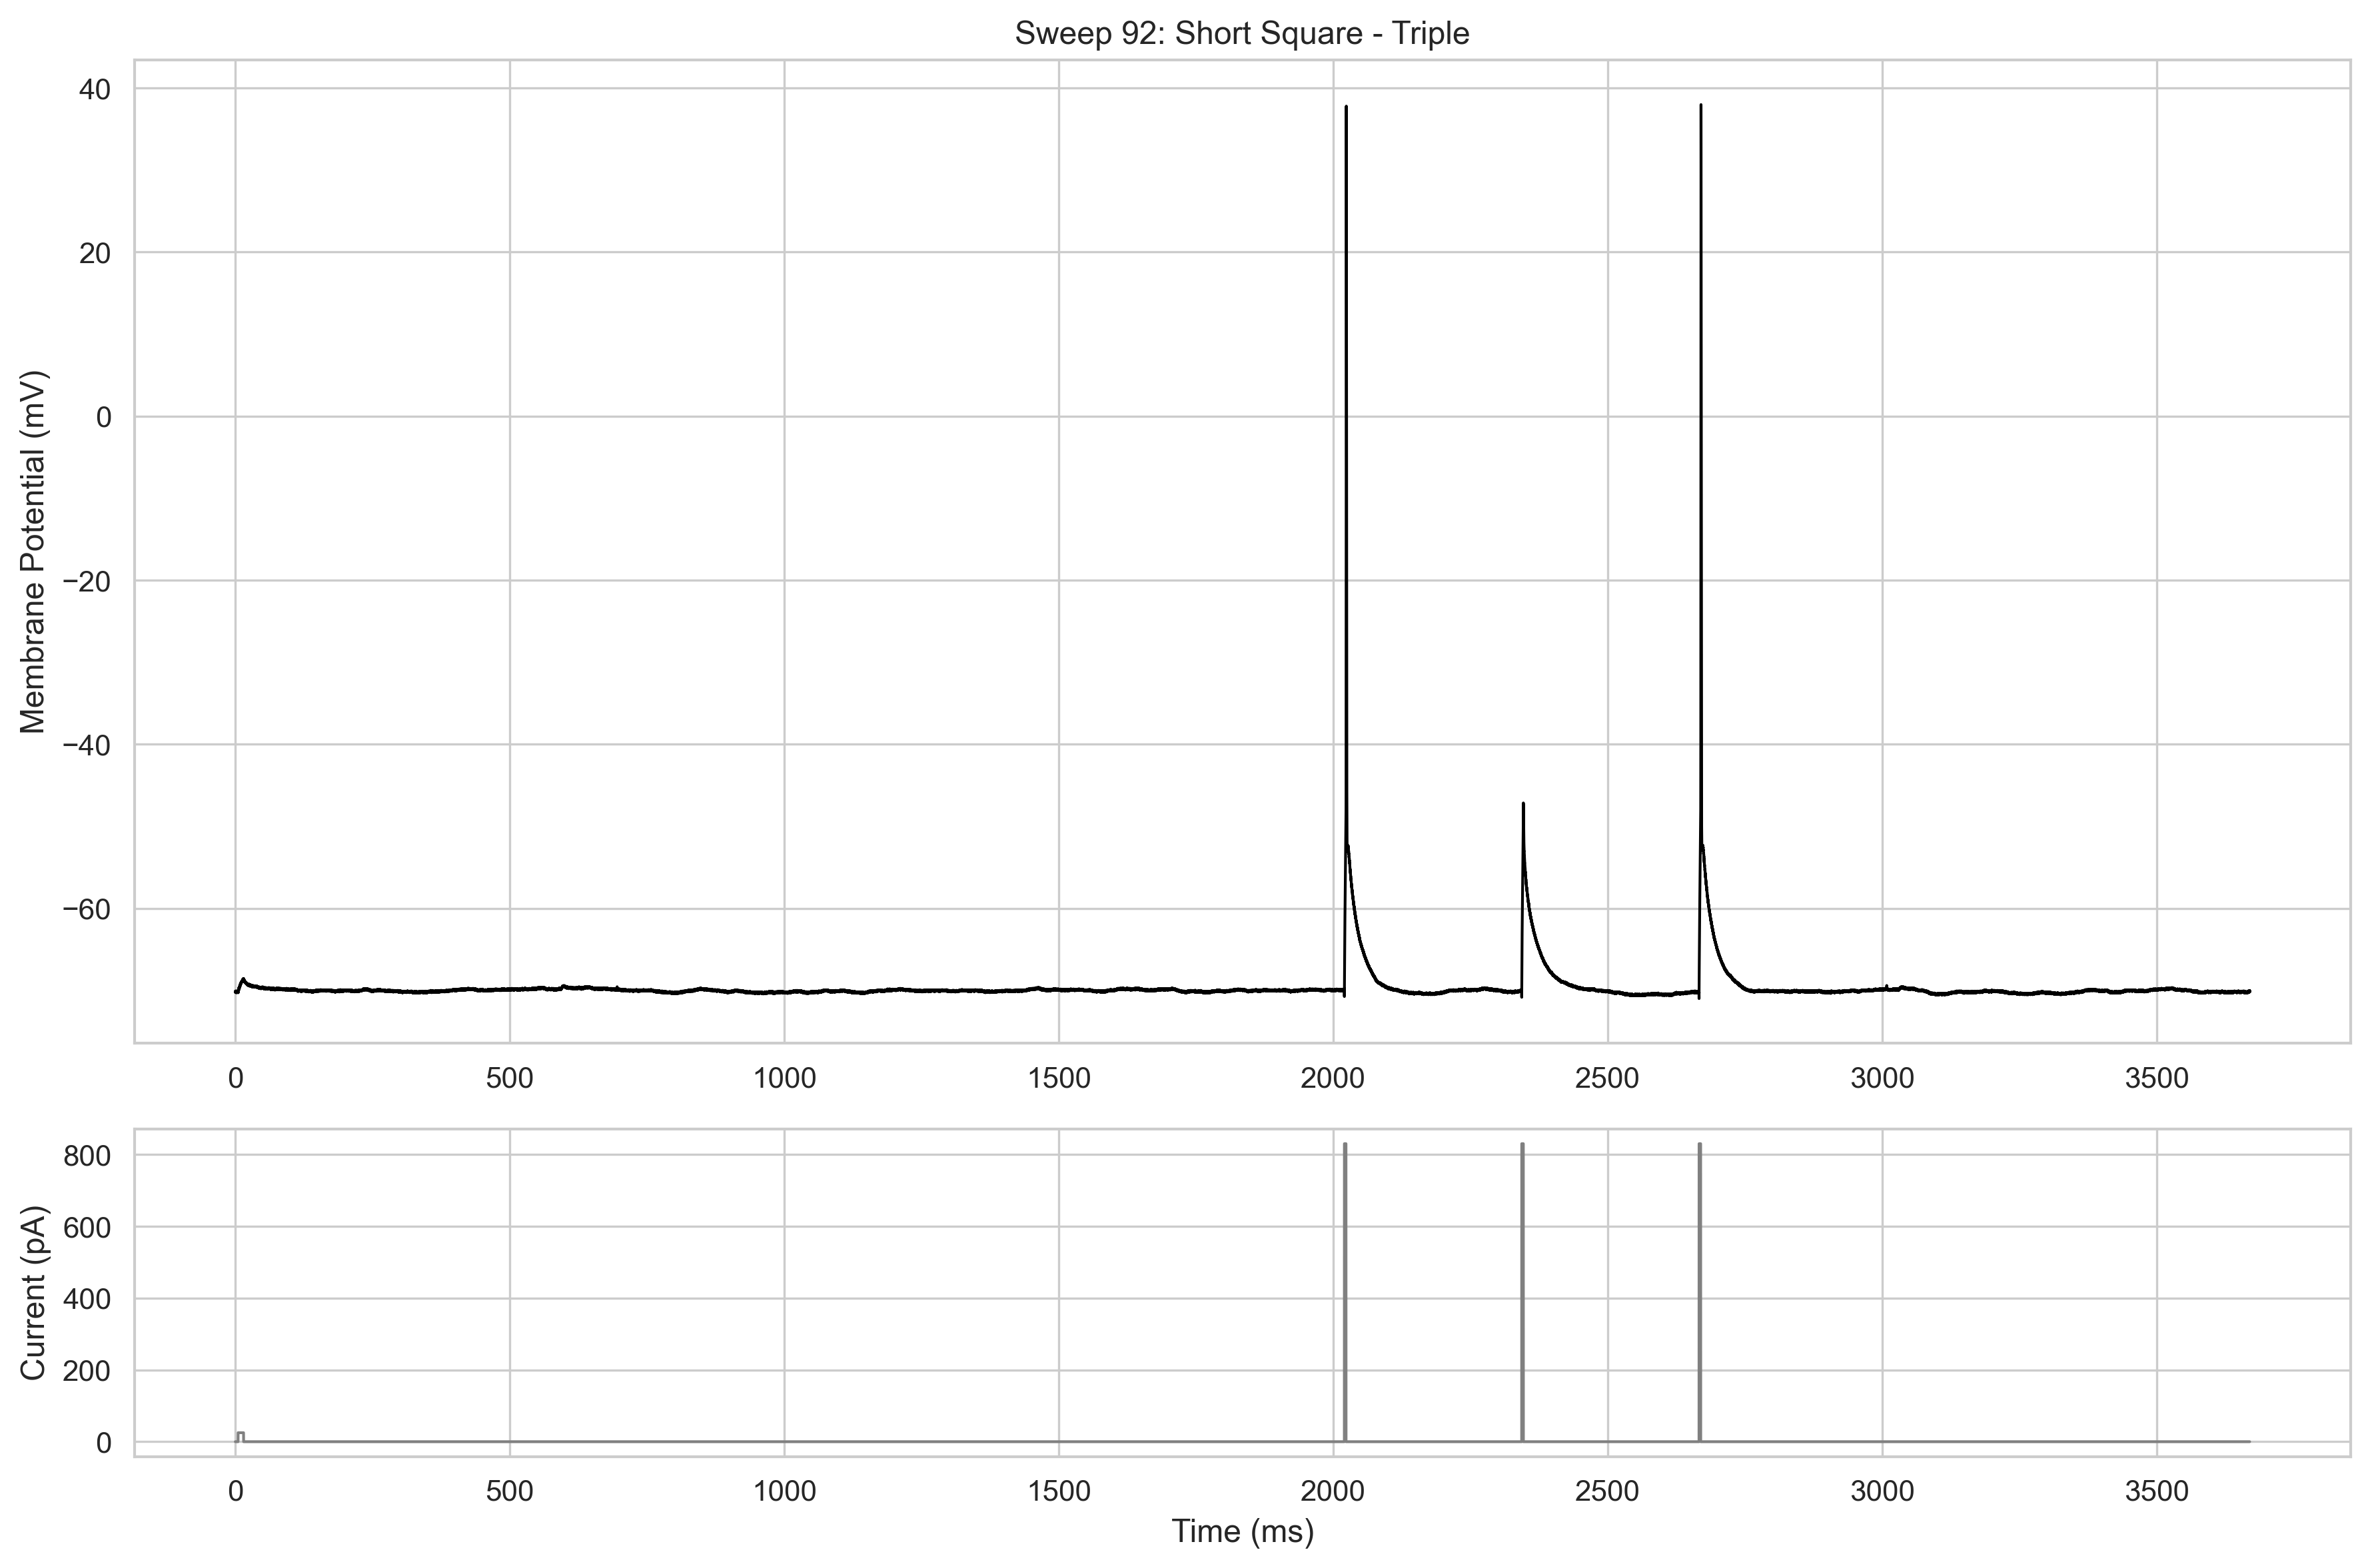 Sweep 92: Short Square - Triple
Membrane Potential (mV)
40
20
0
−20
−40
−60
0 500 1000 1500 2000 2500 3000 3500
Current (pA)
800
600
400
200
0
0 500 1000 1500 2000 2500 3000 3500
Time (ms)